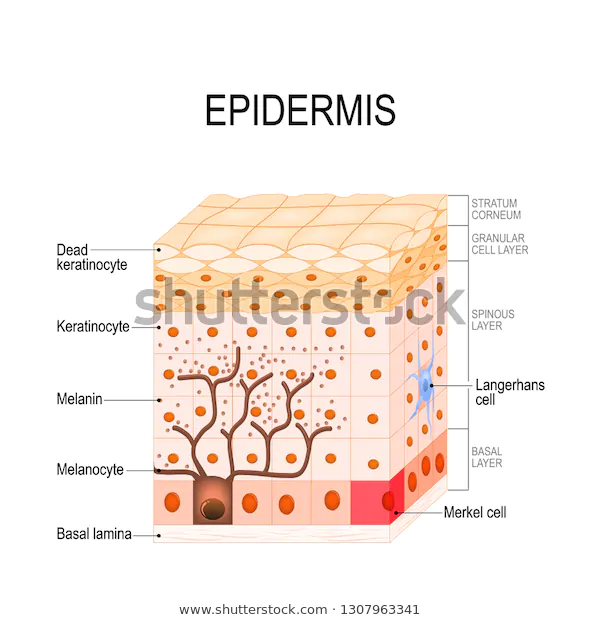 EPIDERMIS
STRATUM
CORNEUM
GRANULAR
CELL LAYER
Dead
keratinocyte
shutterstock
Keratinocyte
SPINOUS
LAYER
Langerhans
cell
Melanin
BASAL
LAYER
Melanocyte
Merkel cell
Basal lamina
www.shutterstock.com · 1307963341